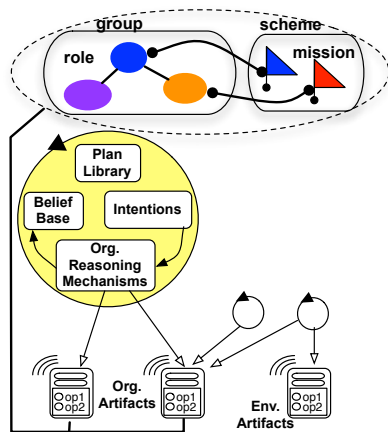 group
scheme
role
mission
Plan
Library
Belief
Base
Intentions
Org.
Reasoning
Mechanisms
op1
op2
Org.
Artifacts
op1
op2
Env.
Artifacts
op1
op2